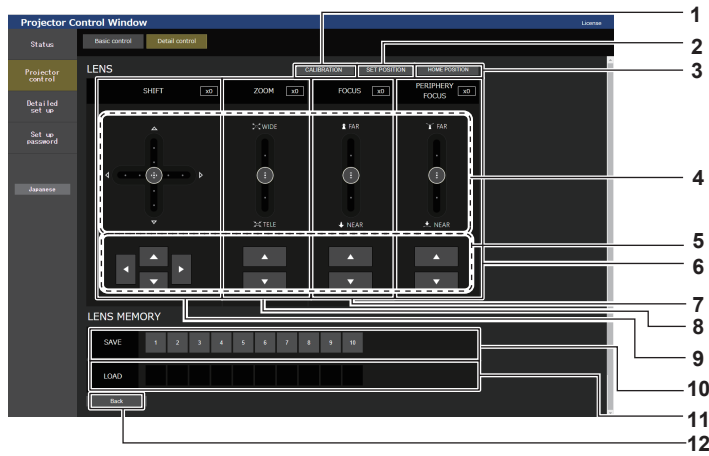 Projector Control Window
License
Status
Basic control
Detail control
Projector
control
Detailed
set up
Set up
password
Japanese
LENS
CALIBRATION
SET POSITION
HOME POSITION
SHIFT
x0
ZOOM
x0
FOCUS
x0
PERIPHERY
FOCUS
x0
WIDE
FAR
FAR
TELE
NEAR
NEAR
LENS MEMORY
SAVE
1 2 3 4 5 6 7 8 9 10
LOAD
Back
1
2
3
4
5
6
7
8
9
10
11
12